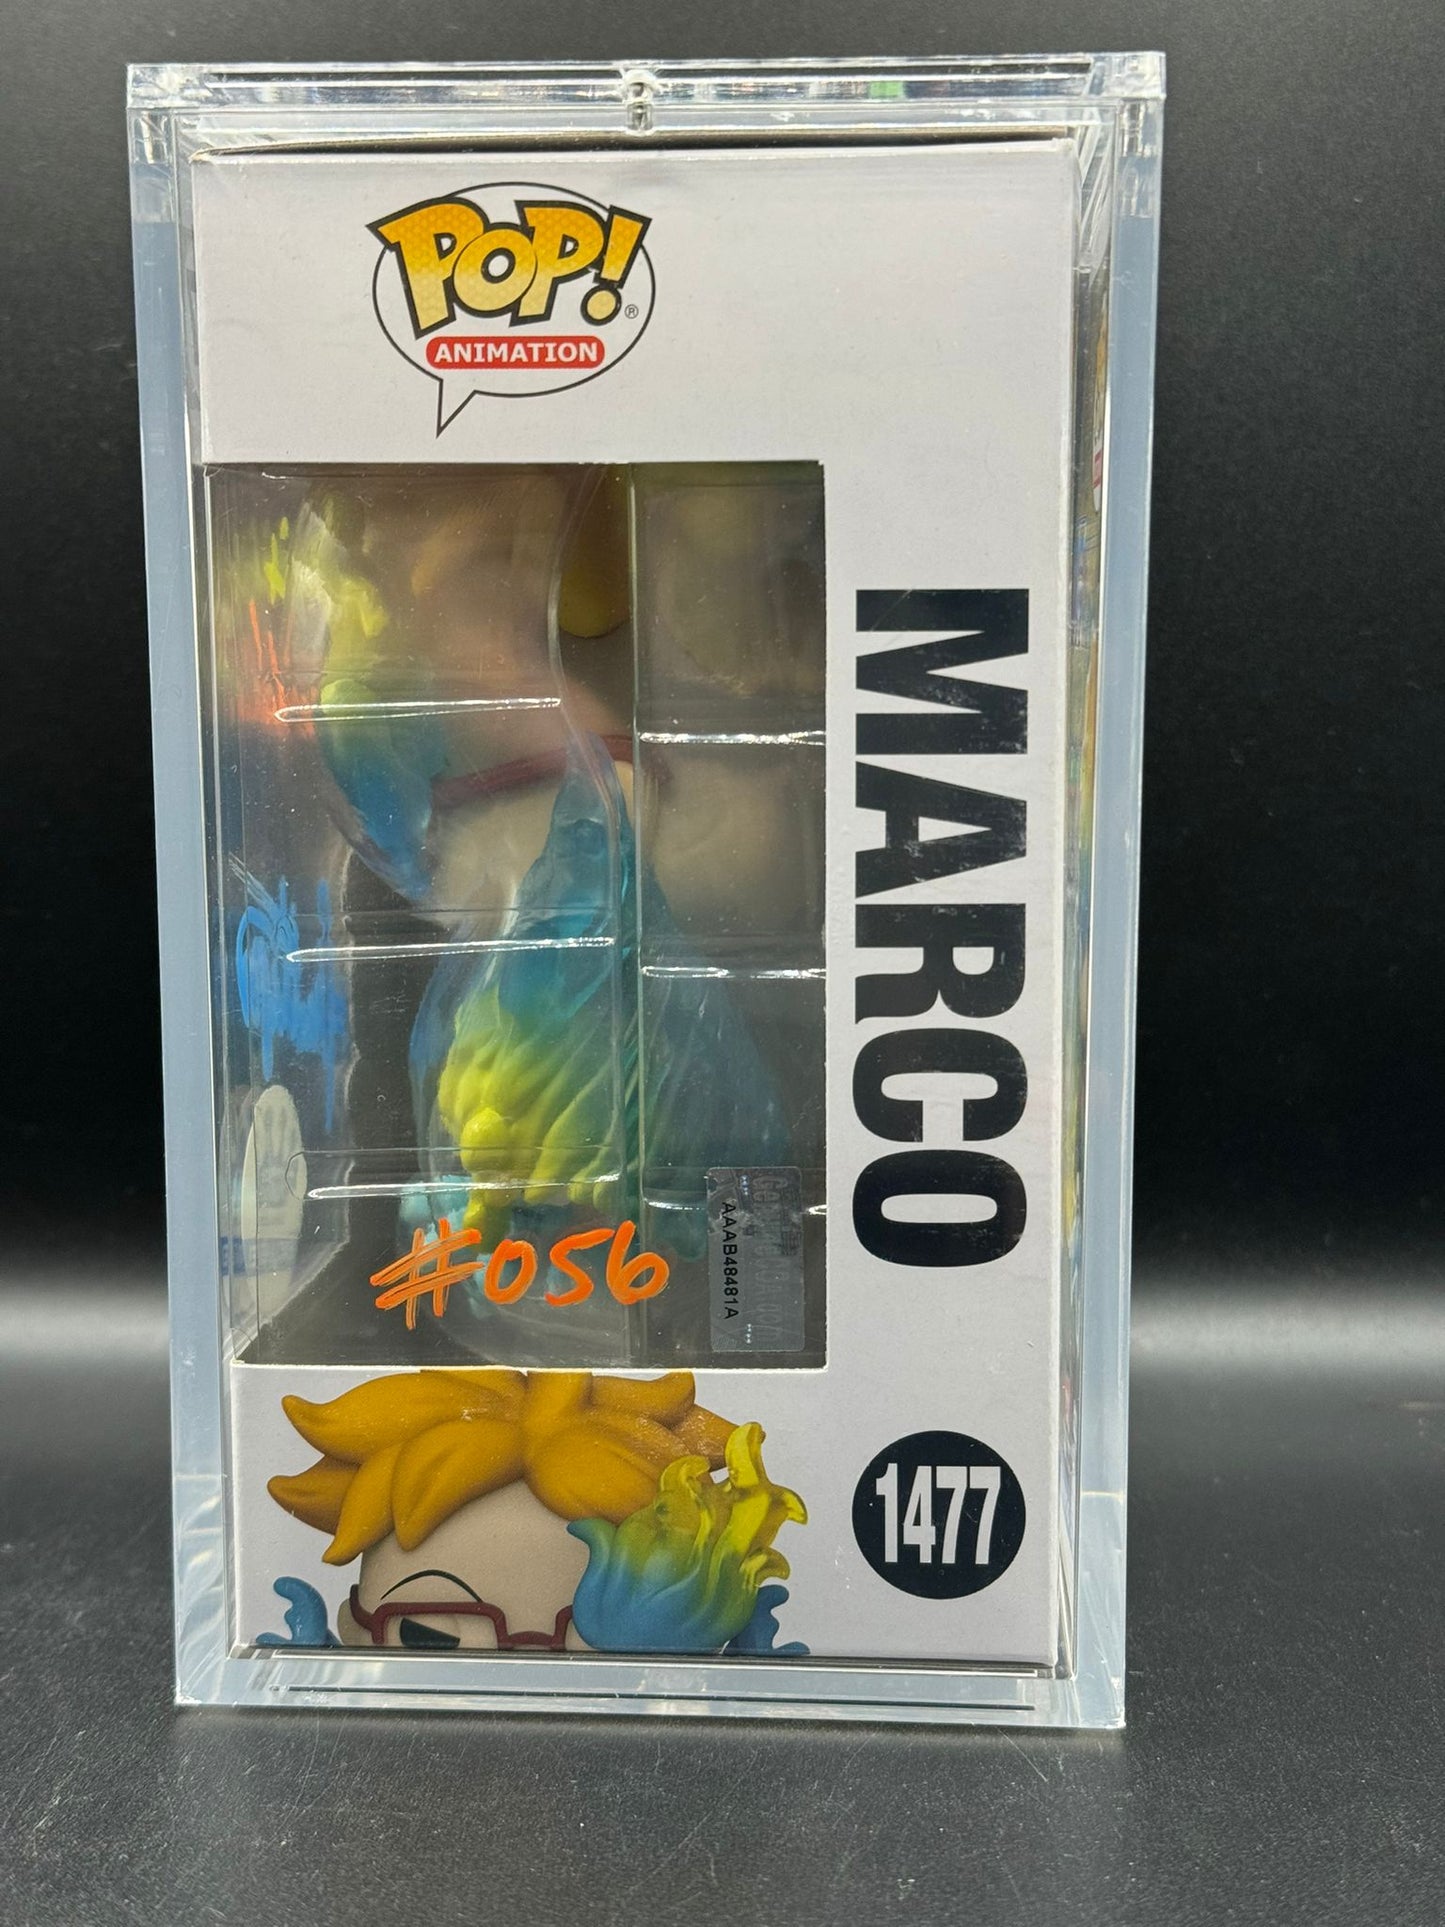 POP!®
ANIMATION
MARCO
#056
AAAB48481A
1477